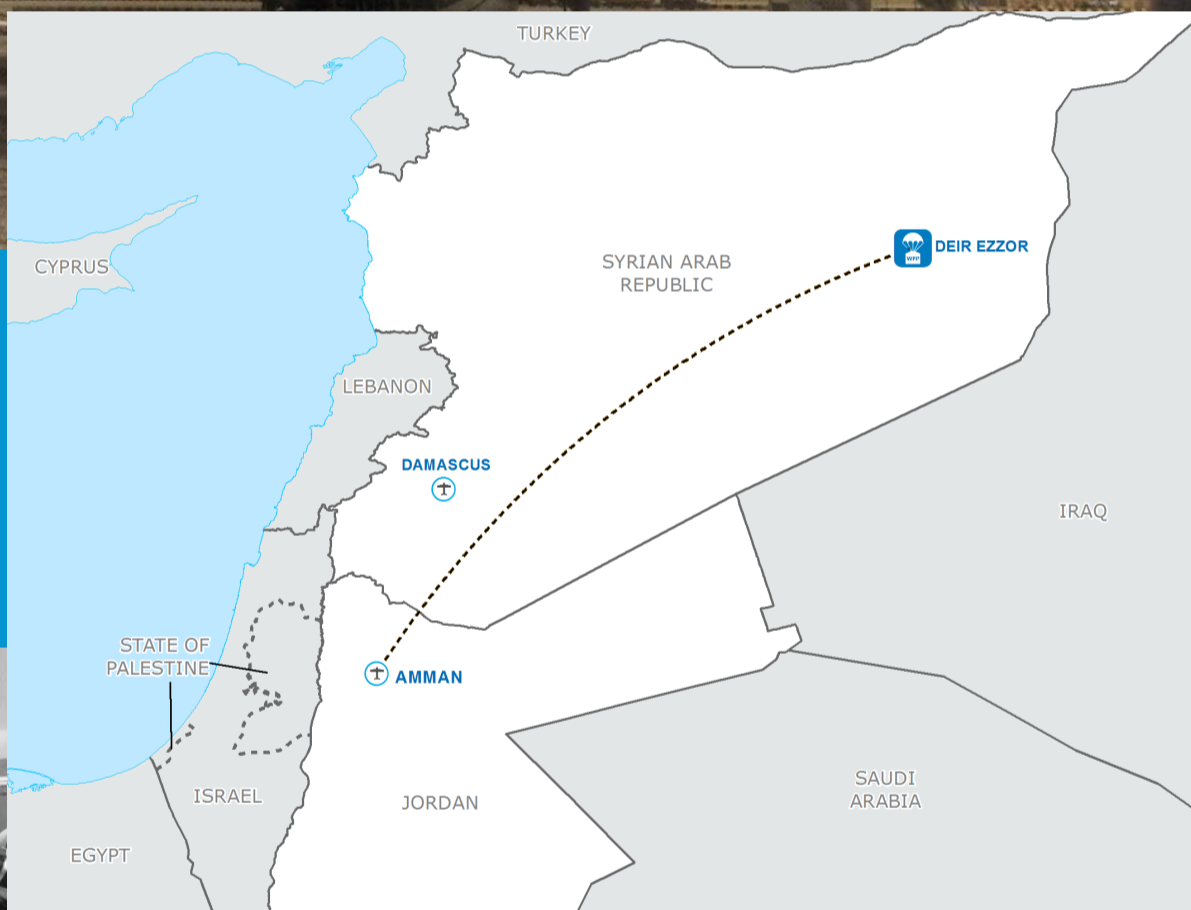 TURKEY
CYPRUS
SYRIAN ARAB
REPUBLIC
WFP
DEIR EZZOR
LEBANON
DAMASCUS
IRAQ
STATE OF
PALESTINE
AMMAN
ISRAEL
JORDAN
SAUDI
ARABIA
EGYPT